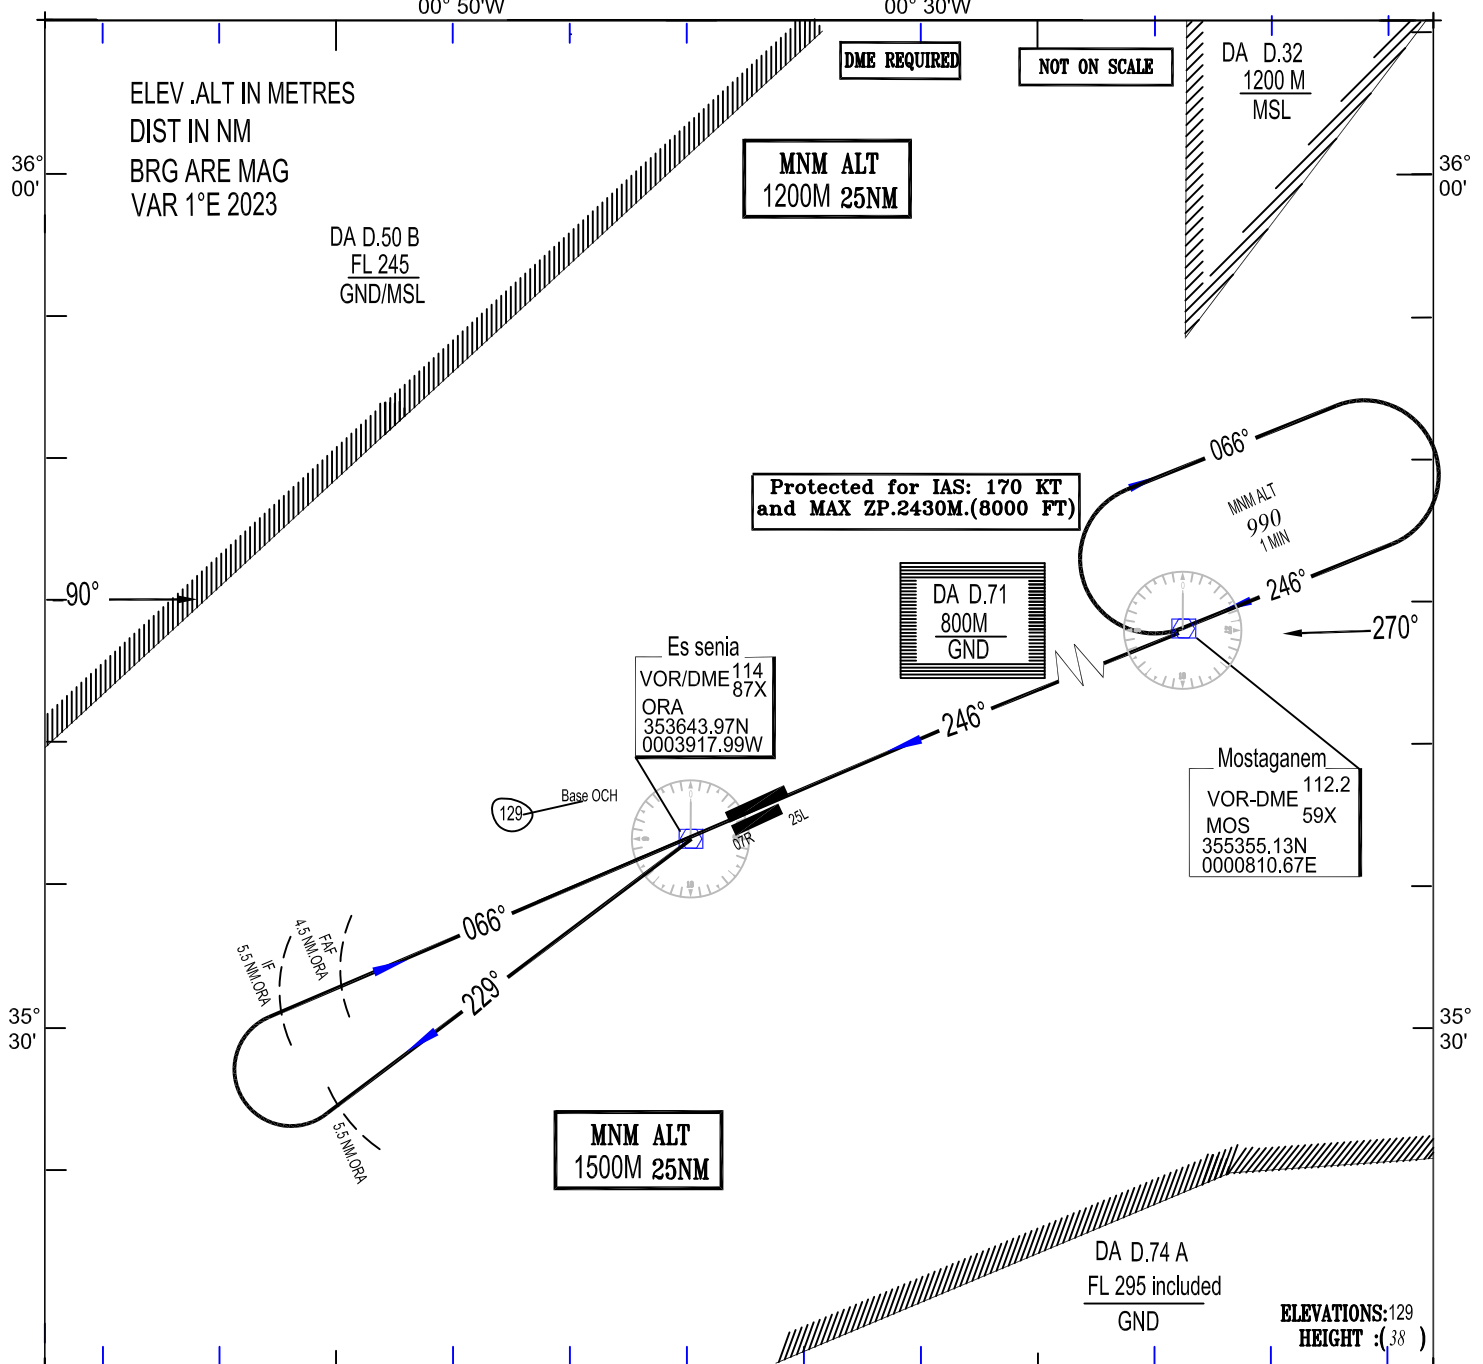 00° 50'W
00° 30'W
DME REQUIRED
NOT ON SCALE
DA D.32
1200 M
MSL
ELEV .ALT IN METRES
DIST IN NM
BRG ARE MAG
VAR 1°E 2023
36°
00'
36°
00'
MNM ALT
1200M 25NM
DA D.50 B
FL 245
GND/MSL
066°
MNM ALT
990
1 MIN
Protected for IAS: 170 KT
and MAX ZP.2430M.(8000 FT)
90°
246°
270°
DA D.71
800M
GND
Es senia
VOR/DME 114
87X
ORA
353643.97N
0003917.99W
246°
Mostaganem
VOR-DME 112.2
59X
MOS
355355.13N
0000810.67E
129
Base OCH
07R
25L
066°
229°
FAF
4.5 NM.ORA
IF
5.5 NM.ORA
35°
30'
35°
30'
5.5 NM.ORA
MNM ALT
1500M 25NM
DA D.74 A
FL 295 included
GND
ELEVATIONS:129
HEIGHT :( 38 )